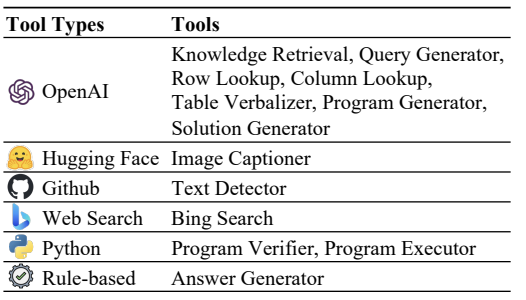 Tool Types Tools
OpenAI
Knowledge Retrieval, Query Generator,
Row Lookup, Column Lookup,
Table Verbalizer, Program Generator,
Solution Generator
Hugging Face Image Captioner
Github Text Detector
Web Search Bing Search
Python Program Verifier, Program Executor
Rule-based Answer Generator